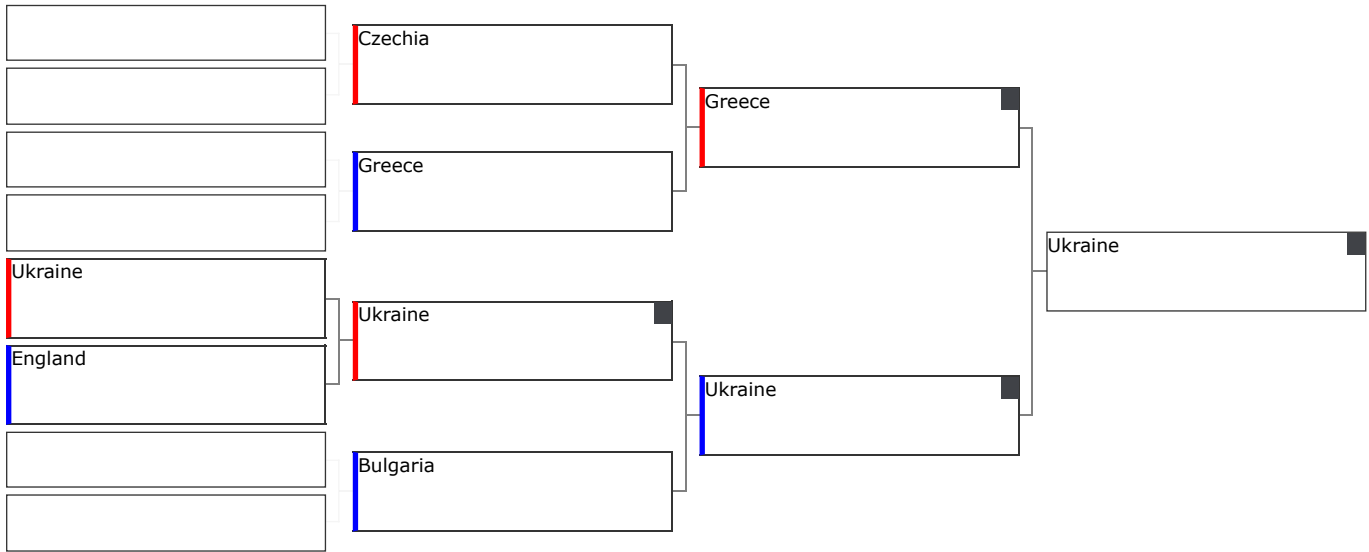 Czechia
Greece
Greece
Ukraine
Ukraine
England
Ukraine
Ukraine
Bulgaria